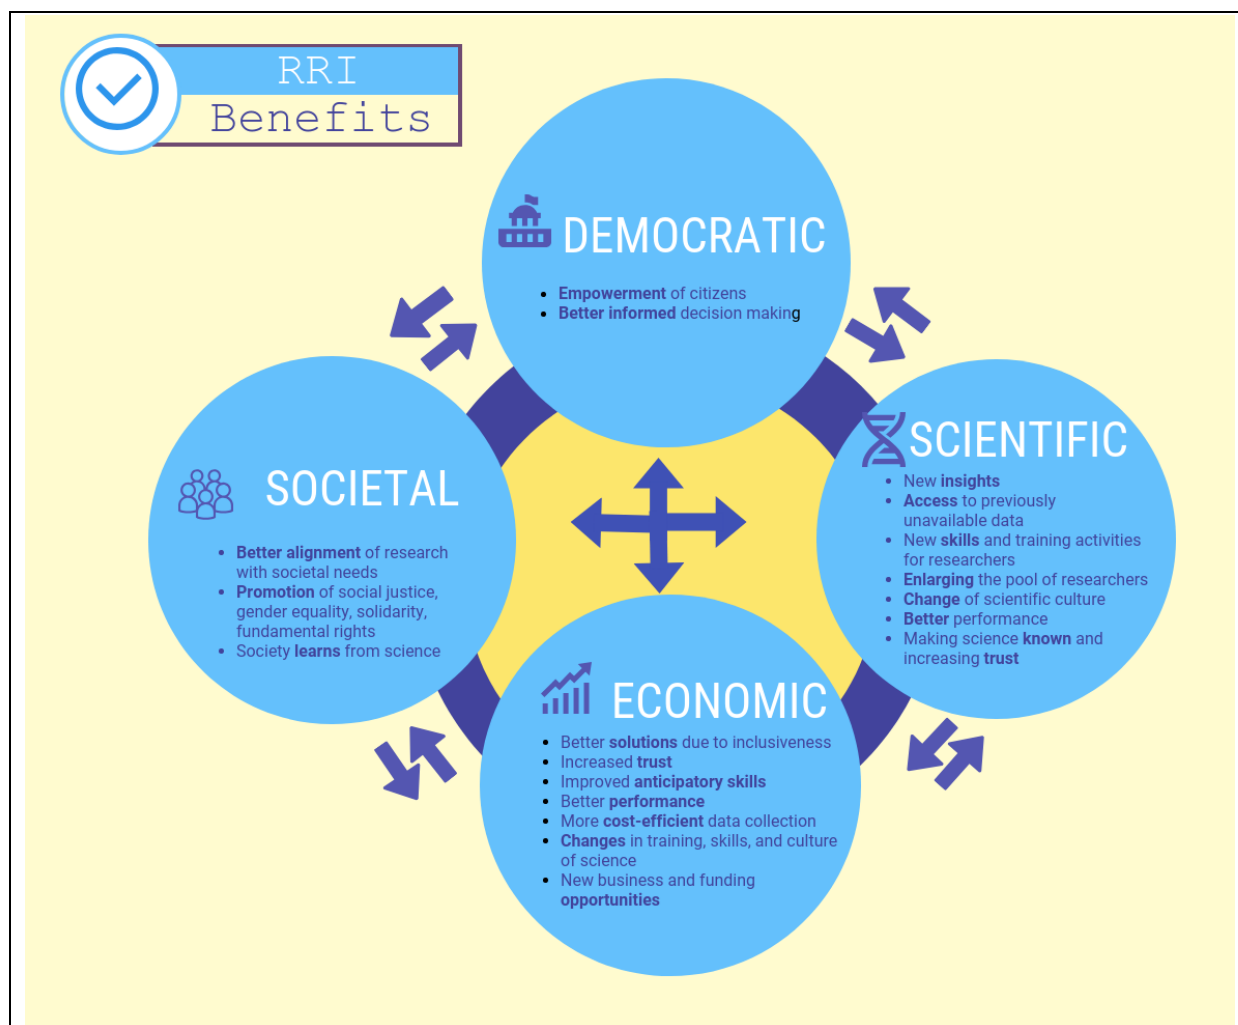 RRI
Benefits
DEMOCRATIC
• Empowerment of citizens
• Better informed decision making
SOCIETAL
• Better alignment of research
with societal needs
• Promotion of social justice,
gender equality, solidarity,
fundamental rights
• Society learns from science
SCIENTIFIC
• New insights
• Access to previously
unavailable data
• New skills and training activities
for researchers
• Enlarging the pool of researchers
• Change of scientific culture
• Better performance
• Making science known and
increasing trust
ECONOMIC
• Better solutions due to inclusiveness
• Increased trust
• Improved anticipatory skills
• Better performance
• More cost-efficient data collection
• Changes in training, skills, and culture
of science
• New business and funding
opportunities